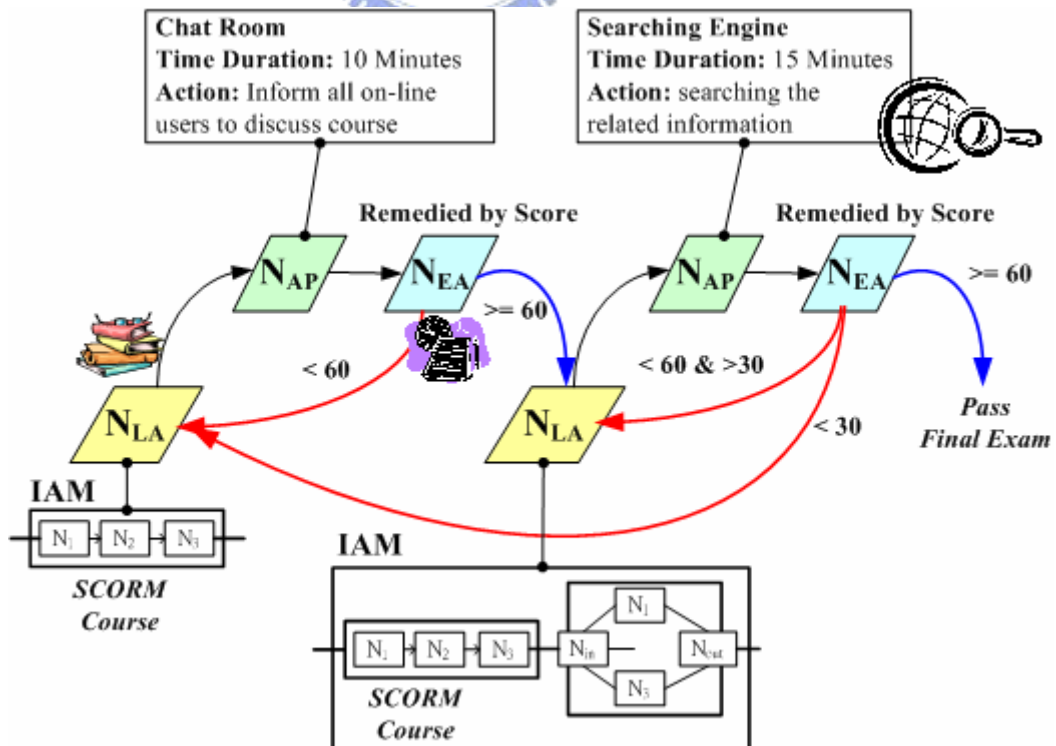 Chat Room
Time Duration: 10 Minutes
Action: Inform all on-line
users to discuss course
Searching Engine
Time Duration: 15 Minutes
Action: searching the
related information
Remedied by Score
Remedied by Score
NAP
NEA
NAP
NEA
>= 60
>= 60
< 60
< 60 & >30
< 30
NLA
NLA
Pass
Final Exam
IAM
N1
N2
N3
SCORM
Course
IAM
N1
N2
N3
SCORM
Course
Nin
N1
N3
Nout